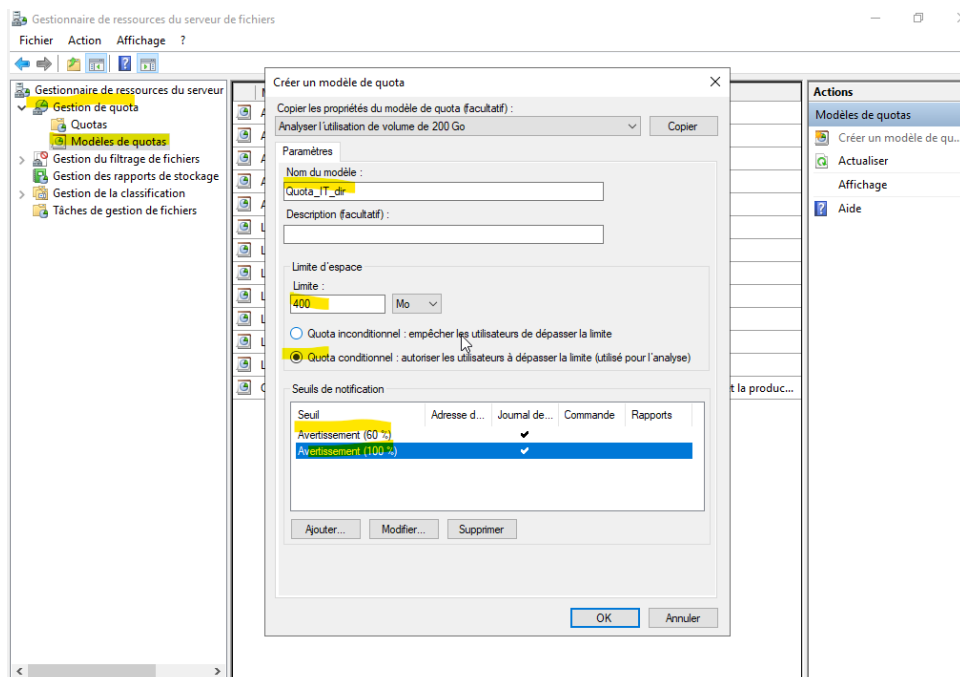 Gestionnaire de ressources du serveur de fichiers
Fichier Action Affichage ?
Gestionnaire de ressources du serveur
Gestion de quota
Quotas
Modèles de quotas
Gestion du filtrage de fichiers
Gestion des rapports de stockage
Gestion de la classification
Tâches de gestion de fichiers
Créer un modèle de quota
Copier les propriétés du modèle de quota (facultatif) :
Analyser l'utilisation de volume de 200 Go Copier
Paramètres
Nom du modèle :
Quota_IT_dir
Description (facultatif) :
Limite d'espace
Limite :
400 Mo
Quota inconditionnel : empêcher les utilisateurs de dépasser la limite
Quota conditionnel : autoriser les utilisateurs à dépasser la limite (utilisé pour l'analyse)
Seuils de notification
Seuil Adresse d... Journal de... Commande Rapports
Avertissement (60 %)
Avertissement (100 %)
Ajouter... Modifier... Supprimer
OK Annuler
t la produc...
Actions
Modèles de quotas
Créer un modèle de qu...
Actualiser
Affichage
Aide